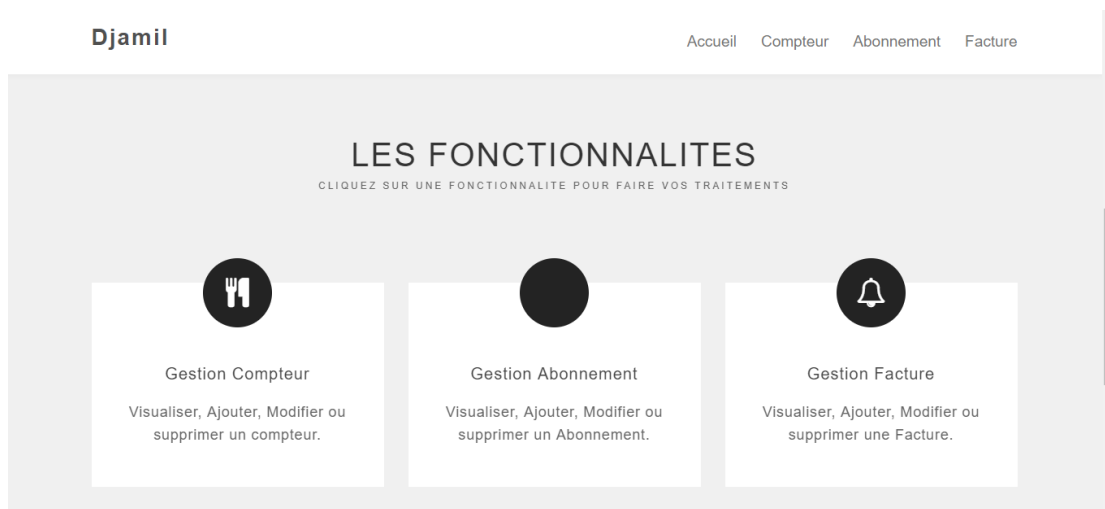 Djamil
Accueil Compteur Abonnement Facture
LES FONCTIONNALITES
CLIQUEZ SUR UNE FONCTIONNALITE POUR FAIRE VOS TRAITEMENTS
Gestion Compteur
Visualiser, Ajouter, Modifier ou
supprimer un compteur.
Gestion Abonnement
Visualiser, Ajouter, Modifier ou
supprimer un Abonnement.
Gestion Facture
Visualiser, Ajouter, Modifier ou
supprimer une Facture.